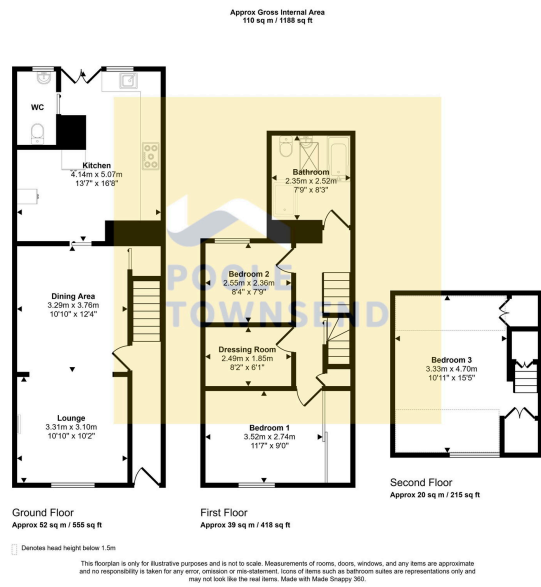 Approx Gross Internal Area
110 sq m / 1188 sq ft
WC
Kitchen
4.14m x 5.07m
13'7" x 16'8"
Dining Area
3.29m x 3.76m
10'10" x 12'4"
Lounge
3.31m x 3.10m
10'10" x 10'2"
Ground Floor
Approx 52 sq m / 555 sq ft
Bathroom
2.35m x 2.52m
7'9" x 8'3"
Bedroom 2
2.55m x 2.36m
8'4" x 7'9"
Dressing Room
2.49m x 1.85m
8'2" x 6'1"
Bedroom 1
3.52m x 2.74m
11'7" x 9'0"
First Floor
Approx 39 sq m / 418 sq ft
Bedroom 3
3.33m x 4.70m
10'11" x 15'5"
Second Floor
Approx 20 sq m / 215 sq ft
POOLE
TOWNSEND
Denotes head height below 1.5m
This floorplan is only for illustrative purposes and is not to scale. Measurements of rooms, doors, windows, and any items are approximate
and no responsibility is taken for any error, omission or mis-statement. Icons of items such as bathroom suites are representations only and
may not look like the real items. Made with Made Snappy 360.